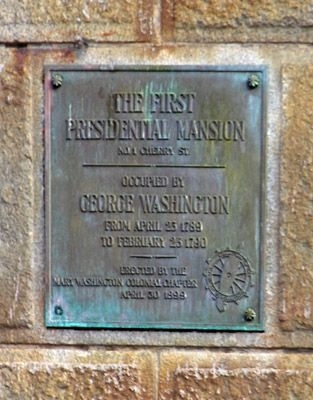 THE FIRST
PRESIDENTIAL MANSION
NO. 1 CHERRY ST.
OCCUPIED BY
GEORGE WASHINGTON
FROM APRIL 23 1789
TO FEBRUARY 23 1790
ERECTED BY THE
MARY WASHINGTON COLONIAL CHAPTER
APRIL 30 1899